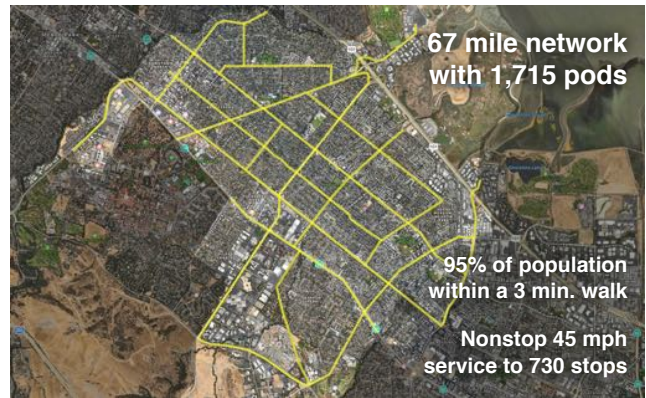 67 mile network
with 1,715 pods
95% of population
within a 3 min. walk
Nonstop 45 mph
service to 730 stops